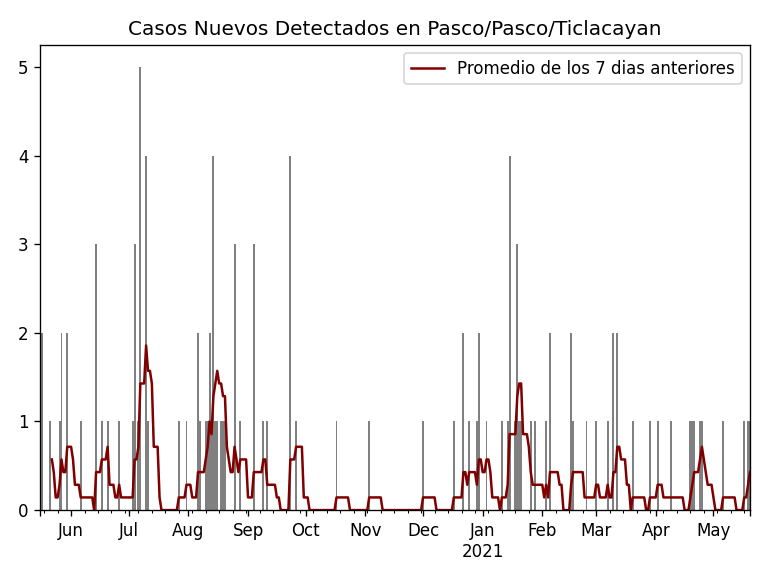 Casos Nuevos Detectados en Pasco/Pasco/Ticlacayan
Promedio de los 7 dias anteriores
5
4
3
2
1
0
Jun Jul Aug Sep Oct Nov Dec Jan Feb Mar Apr May
2021